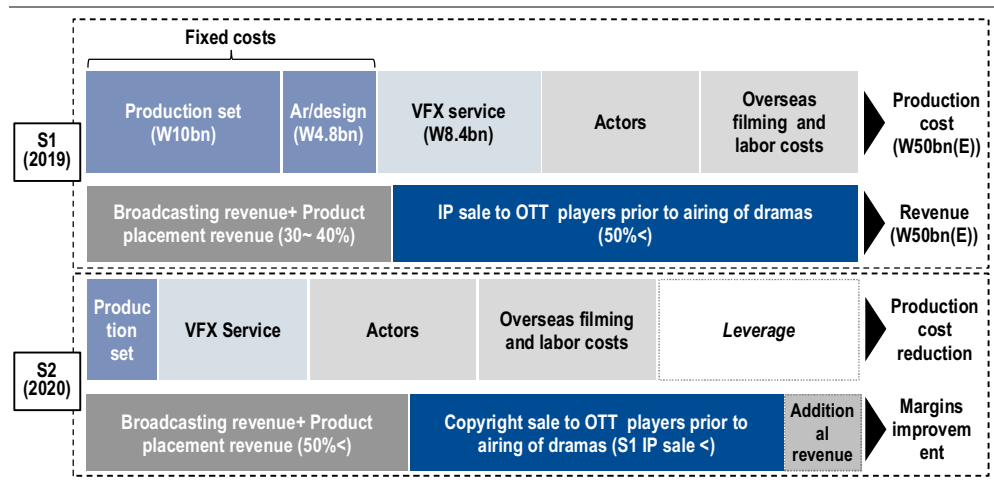 Fixed costs
S1
(2019)
Production set
(W10bn)
Ar/design
(W4.8bn)
VFX service
(W8.4bn)
Actors
Overseas
filming and
labor costs
Production
cost
(W50bn(E))
Broadcasting revenue+ Product
placement revenue (30~ 40%)
IP sale to OTT players prior to airing of dramas
(50%<)
Revenue
(W50bn(E))
S2
(2020)
Produc
tion
set
VFX Service
Actors
Overseas filming
and labor costs
Leverage
Production
cost
reduction
Broadcasting revenue+ Product
placement revenue (50%<)
Copyright sale to OTT players prior to
airing of dramas (S1 IP sale <)
Addition
al
revenue
Margins
improvem
ent